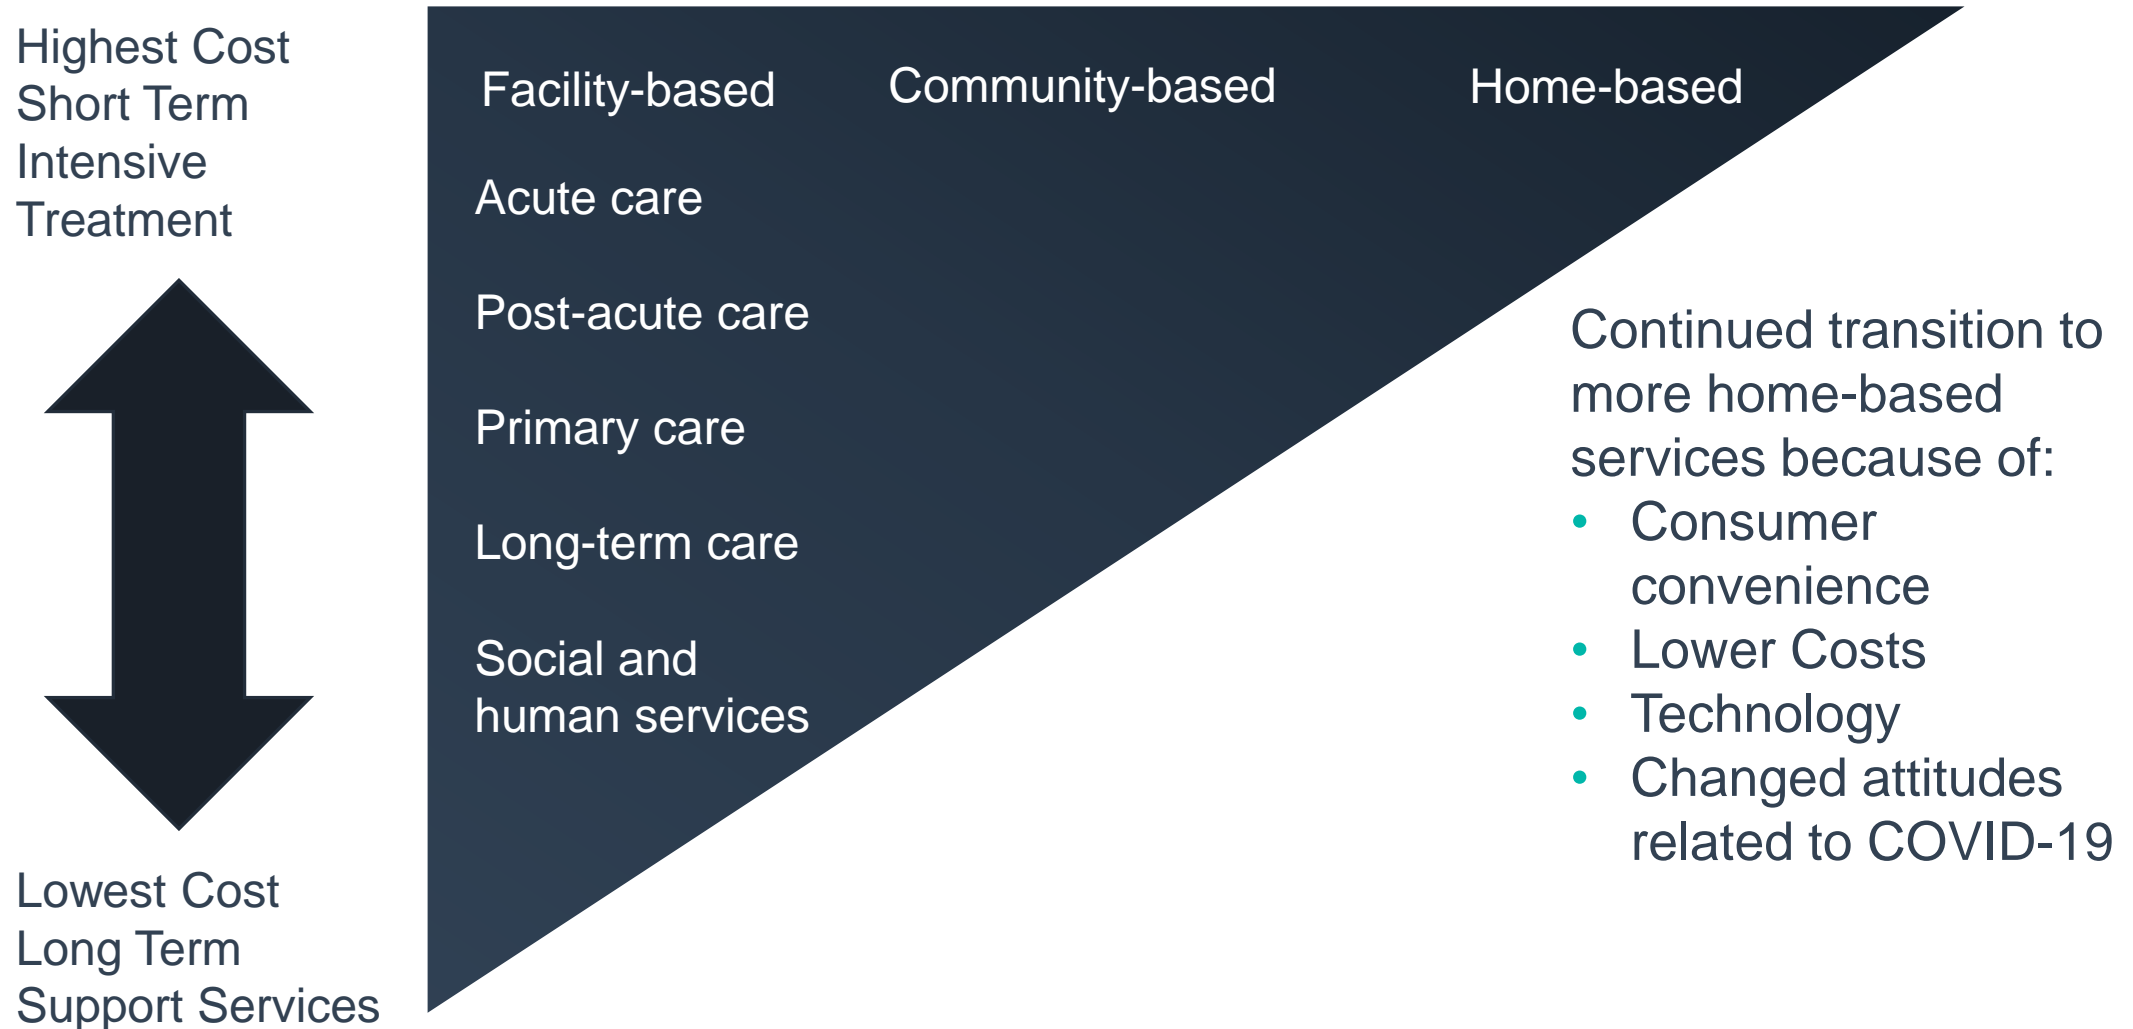 Highest Cost
Short Term
Intensive
Treatment
Lowest Cost
Long Term
Support Services
Facility-based
Community-based
Home-based
Acute care
Post-acute care
Primary care
Long-term care
Social and
human services
Continued transition to
more home-based
services because of:
• Consumer
convenience
• Lower Costs
• Technology
• Changed attitudes
related to COVID-19